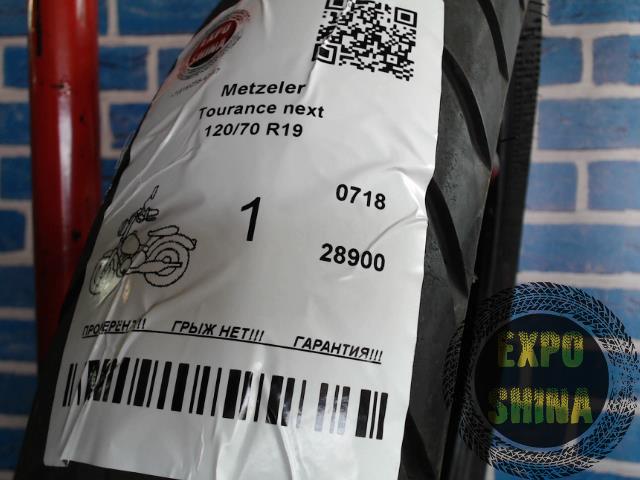 Metzeler
Tourance next
120/70 R19
1
0718
28900
ПРОВЕРЕН!!! ГРЫЖ НЕТ!!! ГАРАНТИЯ!!!
EXPO
SHINA